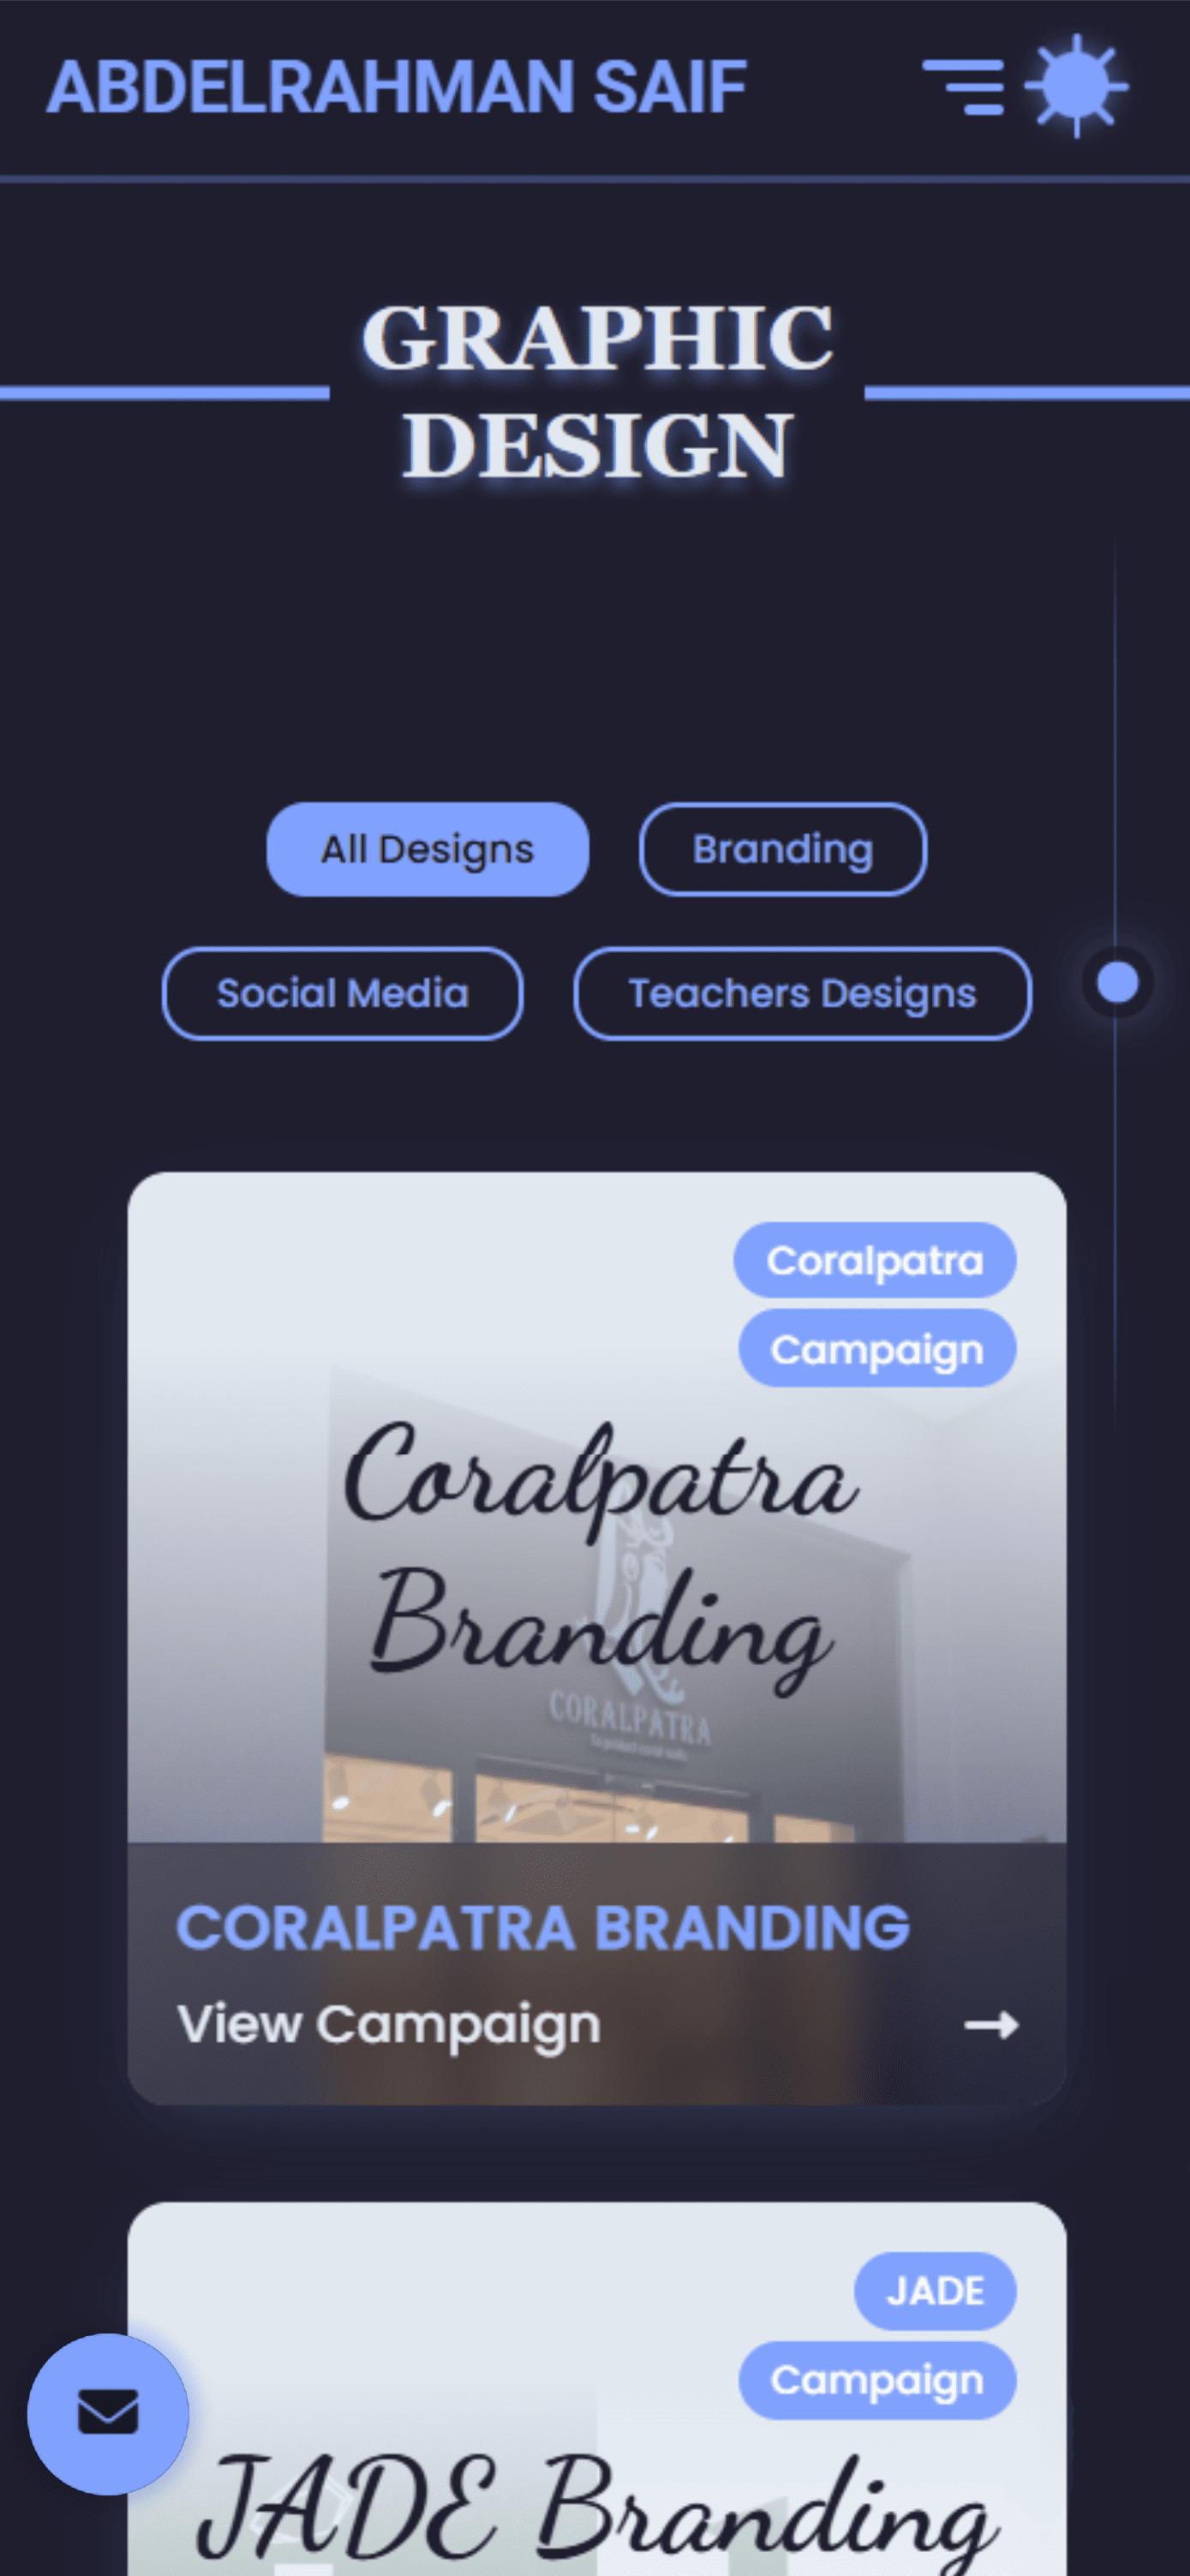 ABDELRAHMAN SAIF
GRAPHIC
DESIGN
All Designs
Branding
Social Media
Teachers Designs
Coralpatra
Campaign
Coralpatra
Branding
CORALPATRA
CORALPATRA BRANDING
View Campaign
JADE
Campaign
JADE Branding